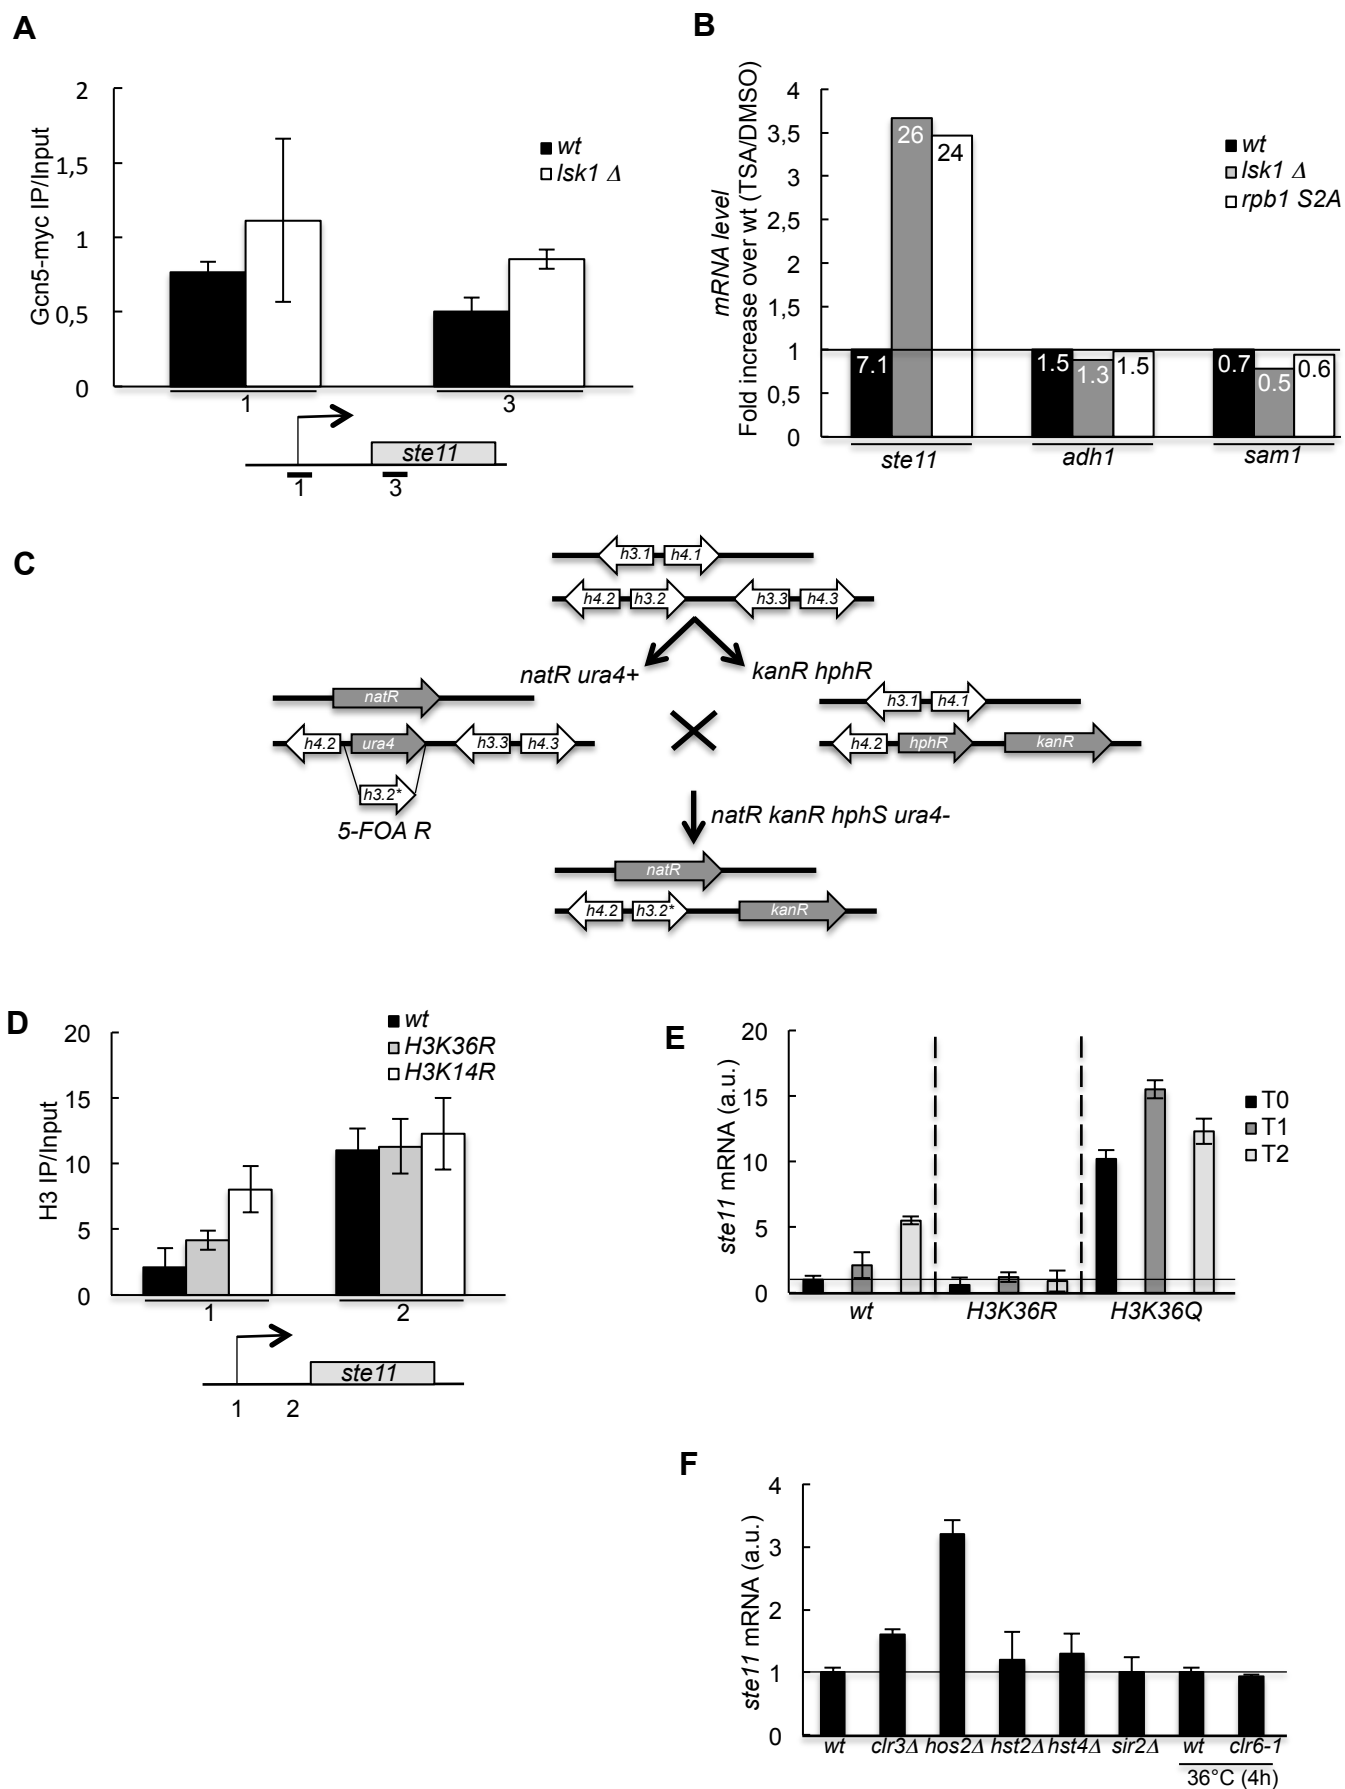 A
Gcn5-myc IP/Input
2
1,5
1
0,5
0
wt
lsk1 Δ
1
3
ste11
1
3
B
mRNA level
Fold increase over wt (TSA/DMSO)
4
3,5
3
2,5
2
1,5
1
0,5
0
wt
lsk1 Δ
rpb1 S2A
7.1
26
24
1.5
1.3
1.5
0.7
0.5
0.6
ste11
adh1
sam1
C
h3.1 h4.1
h4.2 h3.2 h3.3 h4.3
natR ura4+
kanR hphR
natR
h4.2 ura4 h3.3 h4.3
h3.2*
5-FOA R
h3.1 h4.1
h4.2 hphR kanR
natR kanR hphS ura4-
natR
h4.2 h3.2* kanR
D
H3 IP/Input
20
15
10
5
0
wt
H3K36R
H3K14R
1
2
ste11
1
2
E
ste11 mRNA (a.u.)
20
15
10
5
0
T0
T1
T2
wt
H3K36R
H3K36Q
F
ste11 mRNA (a.u.)
4
3
2
1
0
wt
clr3Δ
hos2Δ
hst2Δ
hst4Δ
sir2Δ
wt
clr6-1
36°C (4h)